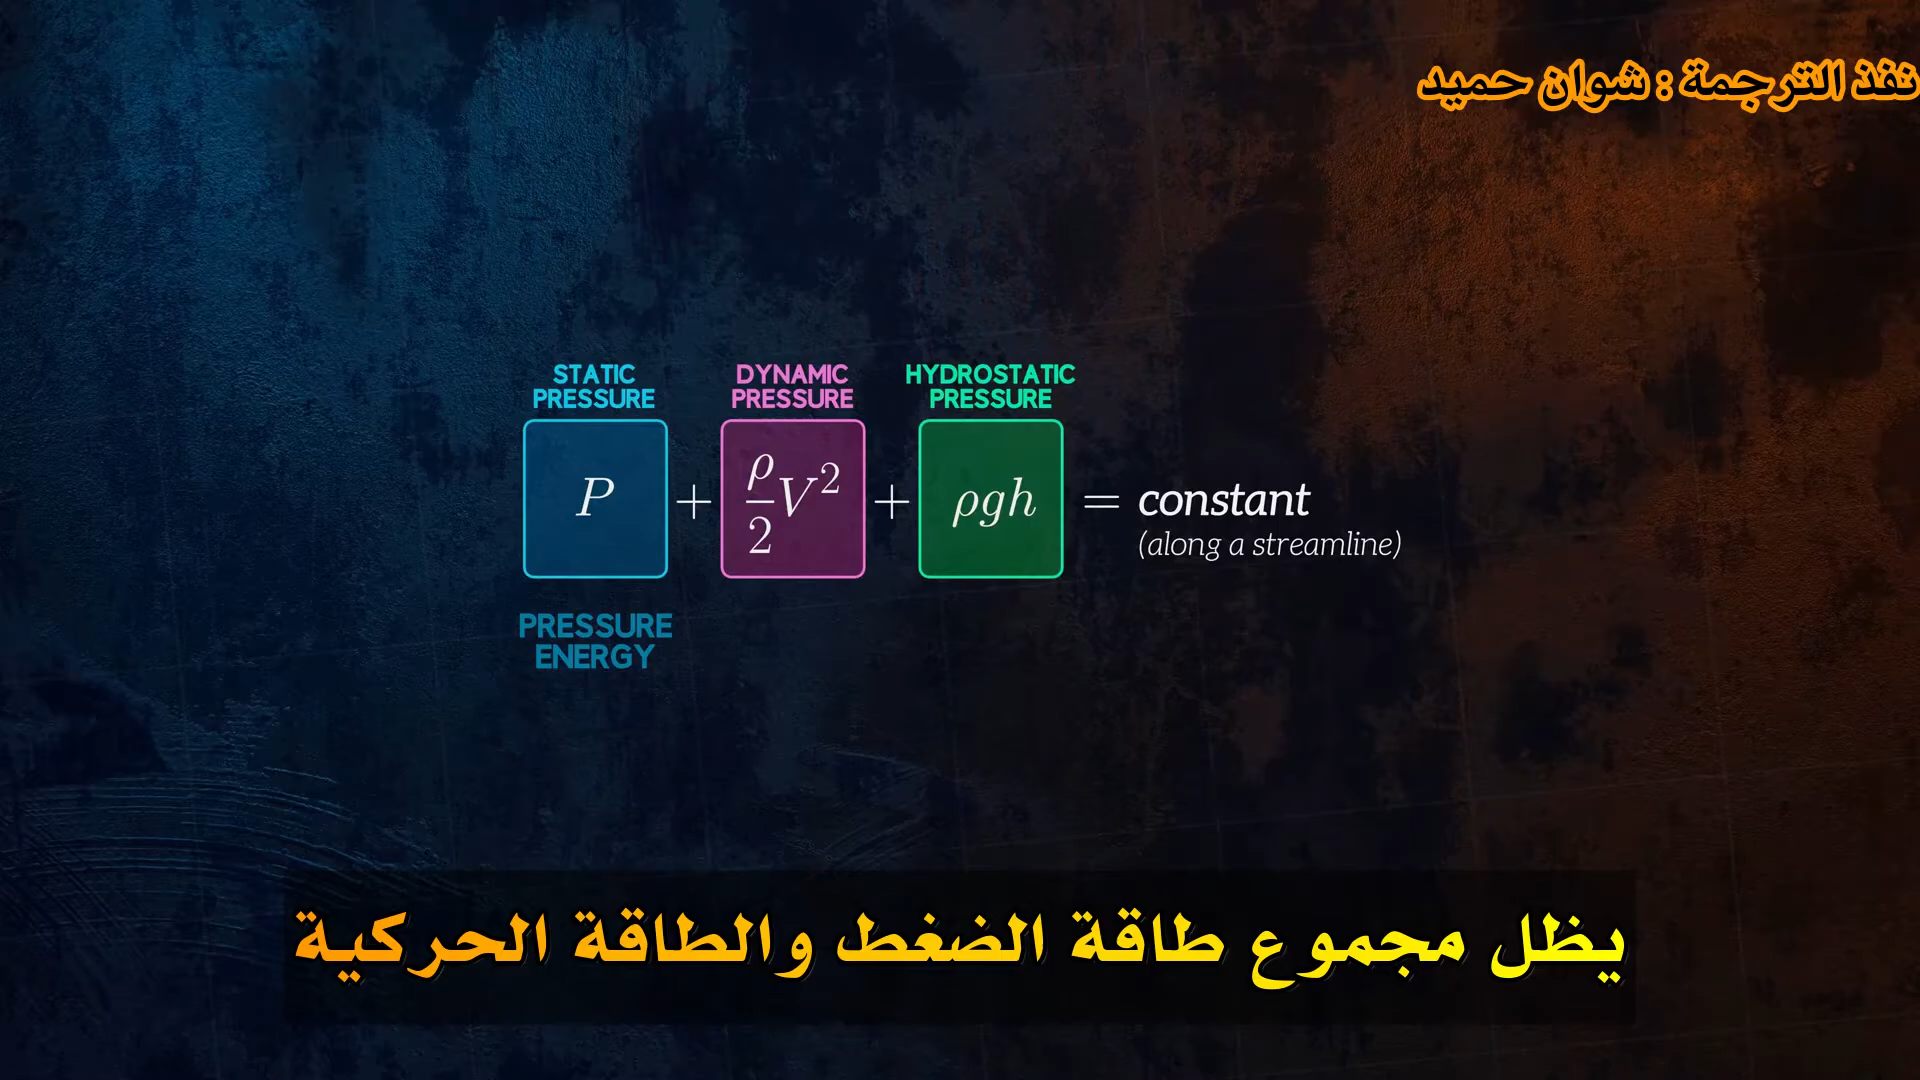 نفذ الترجمة : شوان حميد
STATIC PRESSURE
DYNAMIC PRESSURE
HYDROSTATIC PRESSURE
P + ρ/2 V² + ρgh = constant
(along a streamline)
PRESSURE ENERGY
يظل مجموع طاقة الضغط والطاقة الحركية